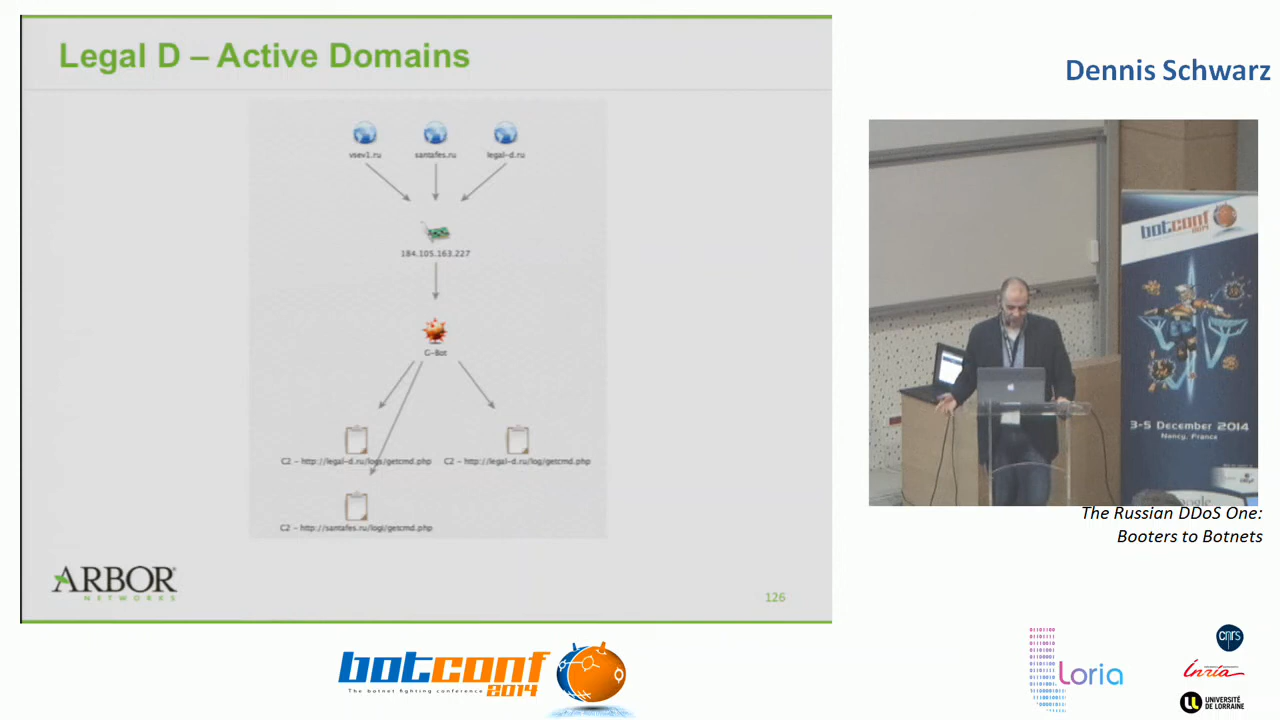 Legal D – Active Domains
vsev1.ru
santafes.ru
legal-d.ru
184.105.163.227
G-Bot
C2 – http://legal-d.ru/logs/getcmd.php
C2 – http://legal-d.ru/log/getcmd.php
C2 – http://santafes.ru/logi/getcmd.php
ARBOR
NETWORKS
126
Dennis Schwarz
botconf
2014
3-5 December 2014
Nancy, France
Google
The Russian DDoS One:
Booters to Botnets
botconf
The botnet fighting conference 2014
Loria
cnrs
Inria
UNIVERSITÉ
DE LORRAINE